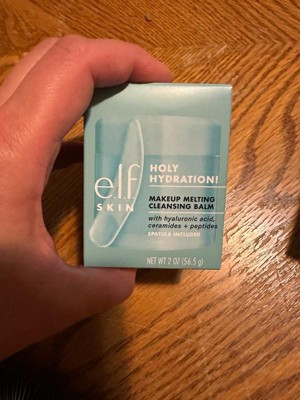 e.l.f.
SKIN
HOLY
HYDRATION!
MAKEUP MELTING
CLEANSING BALM
with hyaluronic acid,
ceramides + peptides
SPATULA INCLUDED
NET WT 2 OZ (56.5 g)